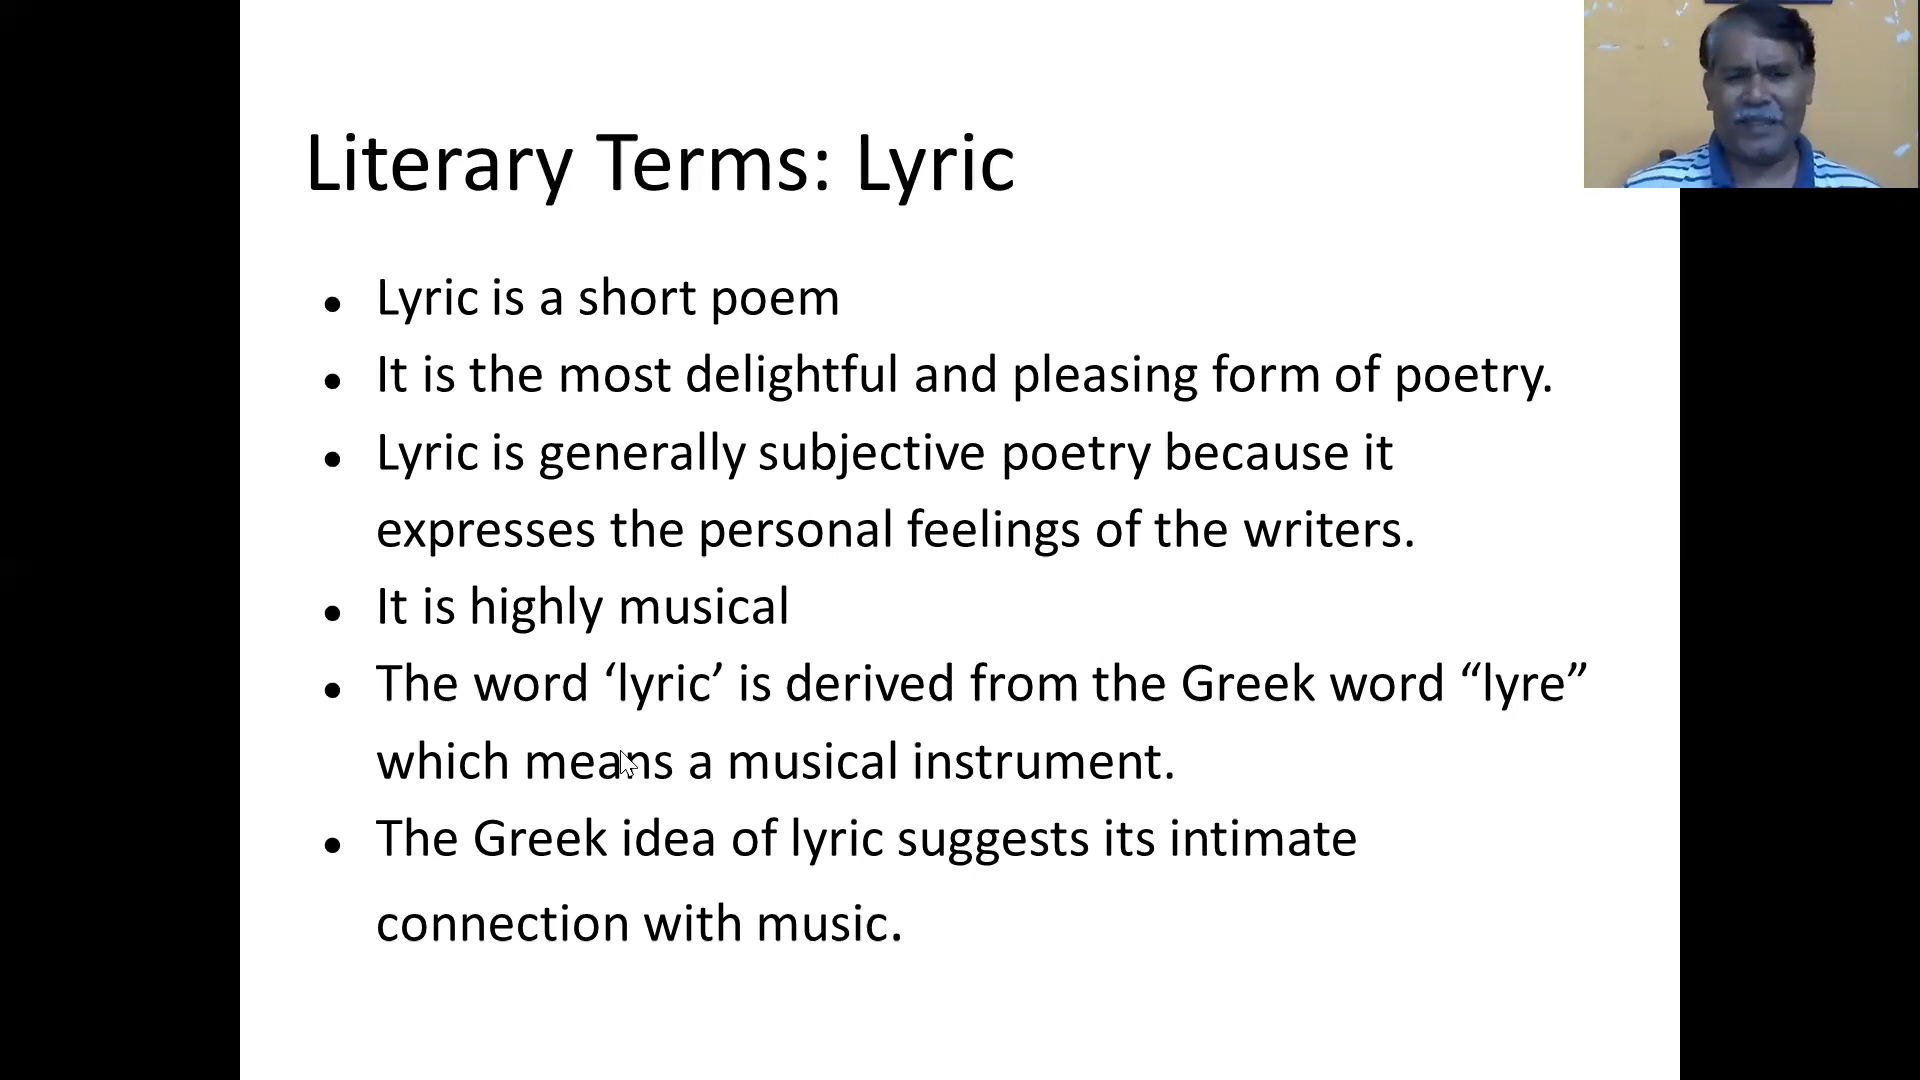 Literary Terms: Lyric
• Lyric is a short poem
• It is the most delightful and pleasing form of poetry.
• Lyric is generally subjective poetry because it
expresses the personal feelings of the writers.
• It is highly musical
• The word ‘lyric’ is derived from the Greek word “lyre”
which means a musical instrument.
• The Greek idea of lyric suggests its intimate
connection with music.